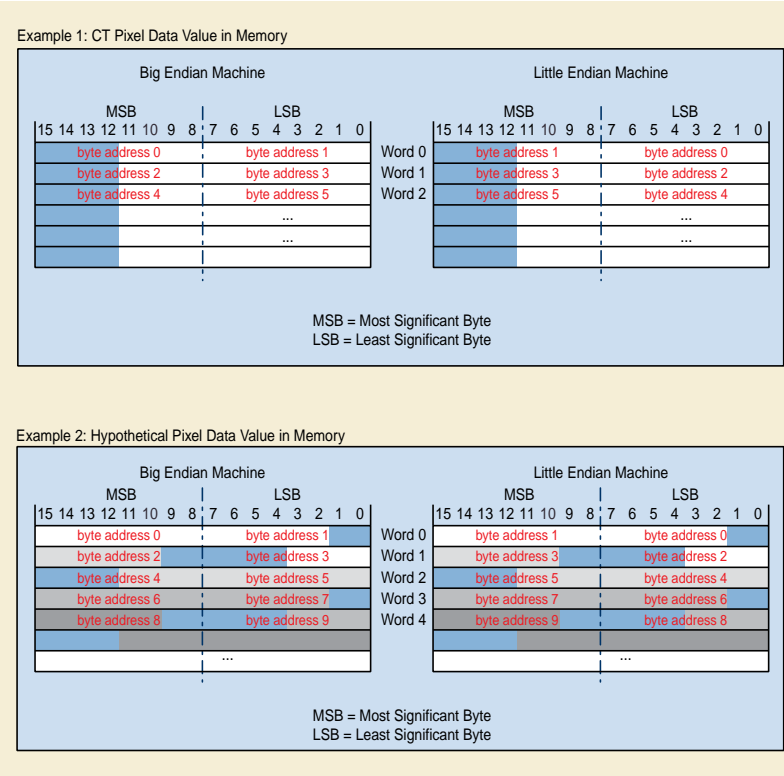 Example 1: CT Pixel Data Value in Memory
Big Endian Machine Little Endian Machine
MSB LSB MSB LSB
15 14 13 12 11 10 9 8 7 6 5 4 3 2 1 0 15 14 13 12 11 10 9 8 7 6 5 4 3 2 1 0
byte address 0 byte address 1 Word 0 byte address 1 byte address 0
byte address 2 byte address 3 Word 1 byte address 3 byte address 2
byte address 4 byte address 5 Word 2 byte address 5 byte address 4
... ...
... ...
MSB = Most Significant Byte
LSB = Least Significant Byte
Example 2: Hypothetical Pixel Data Value in Memory
Big Endian Machine Little Endian Machine
MSB LSB MSB LSB
15 14 13 12 11 10 9 8 7 6 5 4 3 2 1 0 15 14 13 12 11 10 9 8 7 6 5 4 3 2 1 0
byte address 0 byte address 1 Word 0 byte address 1 byte address 0
byte address 2 byte address 3 Word 1 byte address 3 byte address 2
byte address 4 byte address 5 Word 2 byte address 5 byte address 4
byte address 6 byte address 7 Word 3 byte address 7 byte address 6
byte address 8 byte address 9 Word 4 byte address 9 byte address 8
... ...
MSB = Most Significant Byte
LSB = Least Significant Byte